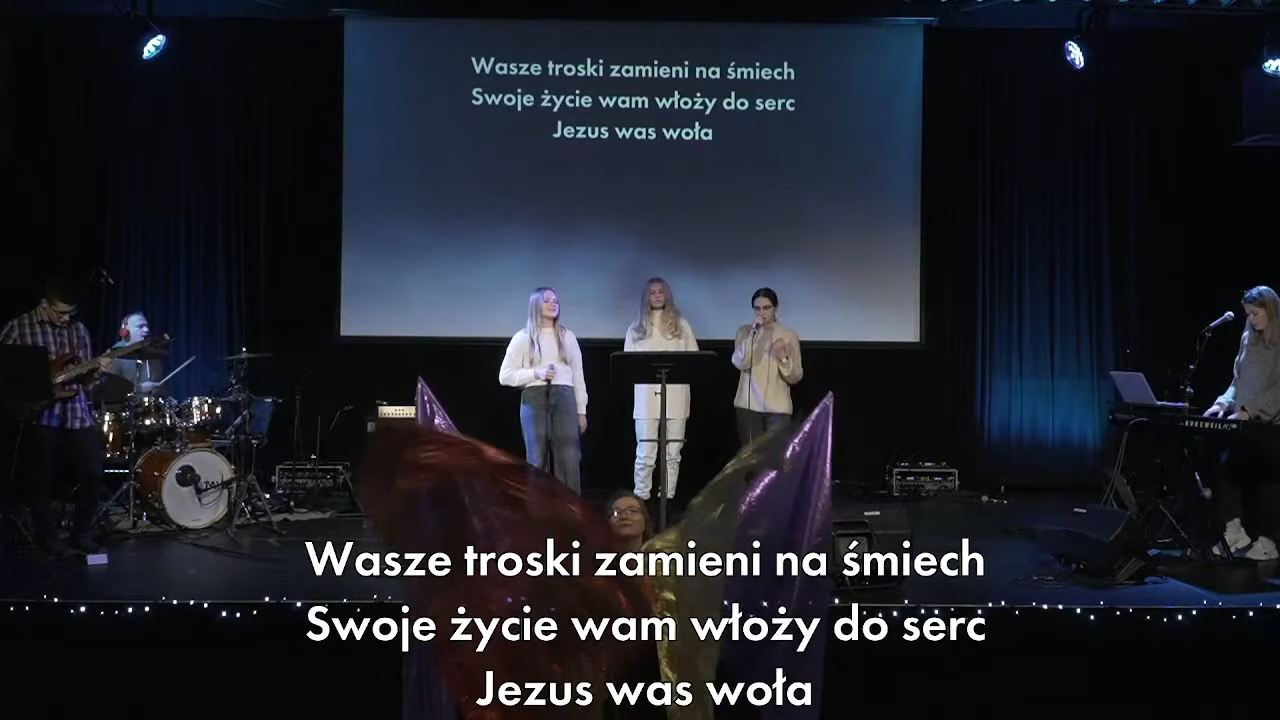 Wasze troski zamieni na śmiech
Swoje życie wam włoży do serc
Jezus was woła
KURZWEIL
Wasze troski zamieni na śmiech
Swoje życie wam włoży do serc
Jezus was woła